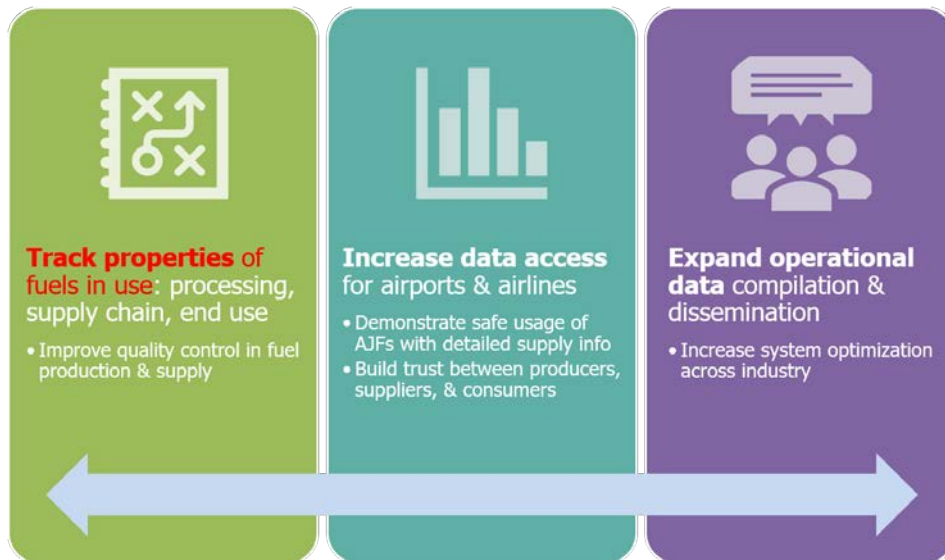 Track properties of
fuels in use: processing,
supply chain, end use
• Improve quality control in fuel
production & supply
Increase data access
for airports & airlines
• Demonstrate safe usage of
AJFs with detailed supply info
• Build trust between producers,
suppliers, & consumers
Expand operational
data compilation &
dissemination
• Increase system optimization
across industry